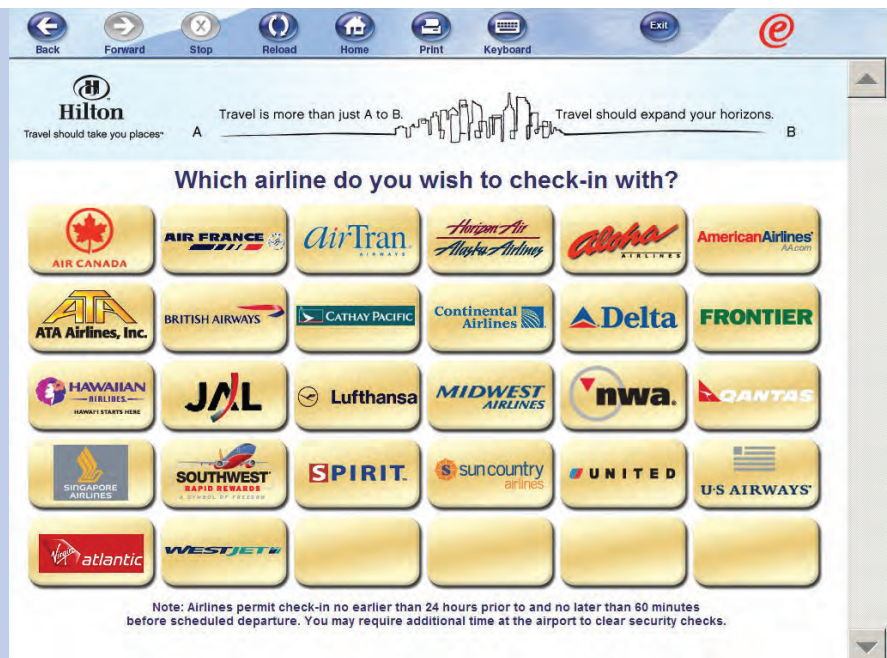 Back Forward Stop Reload Home Print Keyboard Exit e
H
Hilton
Travel should take you places℠
A Travel is more than just A to B. Travel should expand your horizons. B
Which airline do you wish to check-in with?
AIR CANADA
AIR FRANCE
airTran
AIRWAYS
Horizon Air
Alaska Airlines
aloha
AIRLINES
AmericanAirlines®
AA.com
ATA
ATA Airlines, Inc.
BRITISH AIRWAYS
CATHAY PACIFIC
Continental
Airlines
Delta
FRONTIER
HAWAIIAN
AIRLINES
HAWAI'I STARTS HERE
JAL
Lufthansa
MIDWEST
AIRLINES
nwa.
QANTAS
SINGAPORE
AIRLINES
SOUTHWEST
RAPID REWARDS
A SYMBOL OF FREEDOM
SPIRIT.
S sun country
airlines
UNITED
U·S AIRWAYS®
Virgin atlantic
WESTJET
Note: Airlines permit check-in no earlier than 24 hours prior to and no later than 60 minutes
before scheduled departure. You may require additional time at the airport to clear security checks.